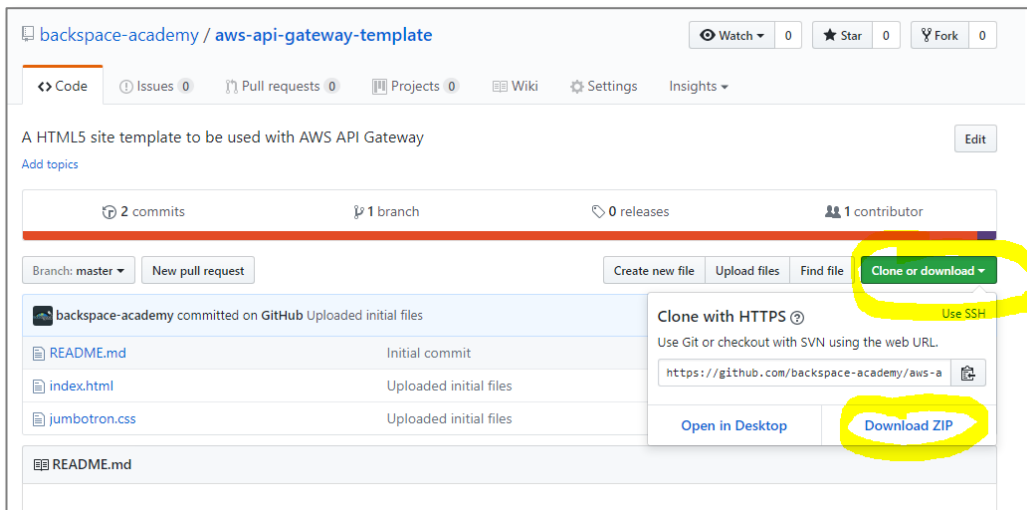 backspace-academy / aws-api-gateway-template
Watch 0 Star 0 Fork 0
Code Issues 0 Pull requests 0 Projects 0 Wiki Settings Insights
A HTML5 site template to be used with AWS API Gateway
Edit
Add topics
2 commits 1 branch 0 releases 1 contributor
Branch: master New pull request Create new file Upload files Find file Clone or download
backspace-academy committed on GitHub Uploaded initial files
README.md Initial commit
index.html Uploaded initial files
jumbotron.css Uploaded initial files
Clone with HTTPS ? Use SSH
Use Git or checkout with SVN using the web URL.
https://github.com/backspace-academy/aws-a
Open in Desktop Download ZIP
README.md